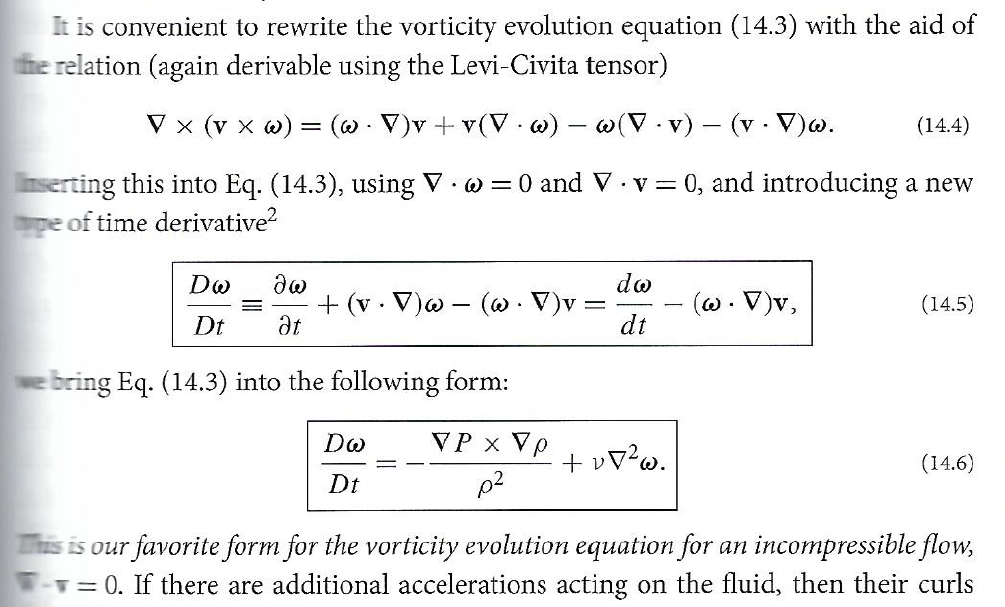 It is convenient to rewrite the vorticity evolution equation (14.3) with the aid of
the relation (again derivable using the Levi-Civita tensor)
∇ × (v × ω) = (ω · ∇)v + v(∇ · ω) − ω(∇ · v) − (v · ∇)ω. (14.4)
Inserting this into Eq. (14.3), using ∇ · ω = 0 and ∇ · v = 0, and introducing a new
type of time derivative²
Dω/Dt ≡ ∂ω/∂t + (v · ∇)ω − (ω · ∇)v = dω/dt − (ω · ∇)v, (14.5)
we bring Eq. (14.3) into the following form:
Dω/Dt = − ∇P × ∇ρ/ρ² + ν∇²ω. (14.6)
This is our favorite form for the vorticity evolution equation for an incompressible flow,
∇·v = 0. If there are additional accelerations acting on the fluid, then their curls